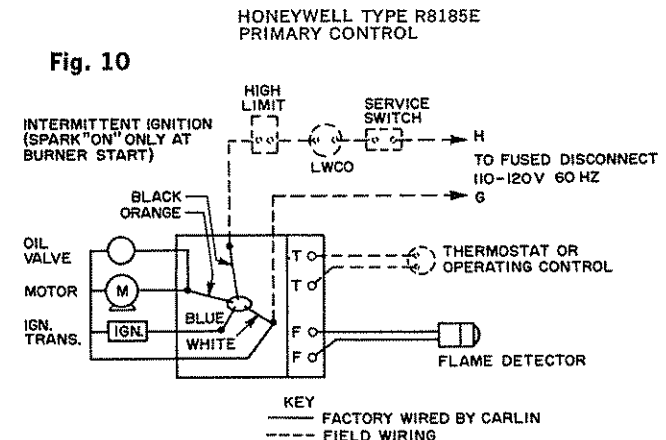 HONEYWELL TYPE R8185E
PRIMARY CONTROL
Fig. 10
INTERMITTENT IGNITION
(SPARK"ON" ONLY AT
BURNER START)
HIGH
LIMIT
LWCO
SERVICE
SWITCH
H
TO FUSED DISCONNECT
110-120V 60 HZ
G
BLACK
ORANGE
OIL
VALVE
MOTOR
M
IGN.
TRANS.
IGN.
BLUE
WHITE
T
T
F
F
THERMOSTAT OR
OPERATING CONTROL
FLAME DETECTOR
KEY
FACTORY WIRED BY CARLIN
FIELD WIRING